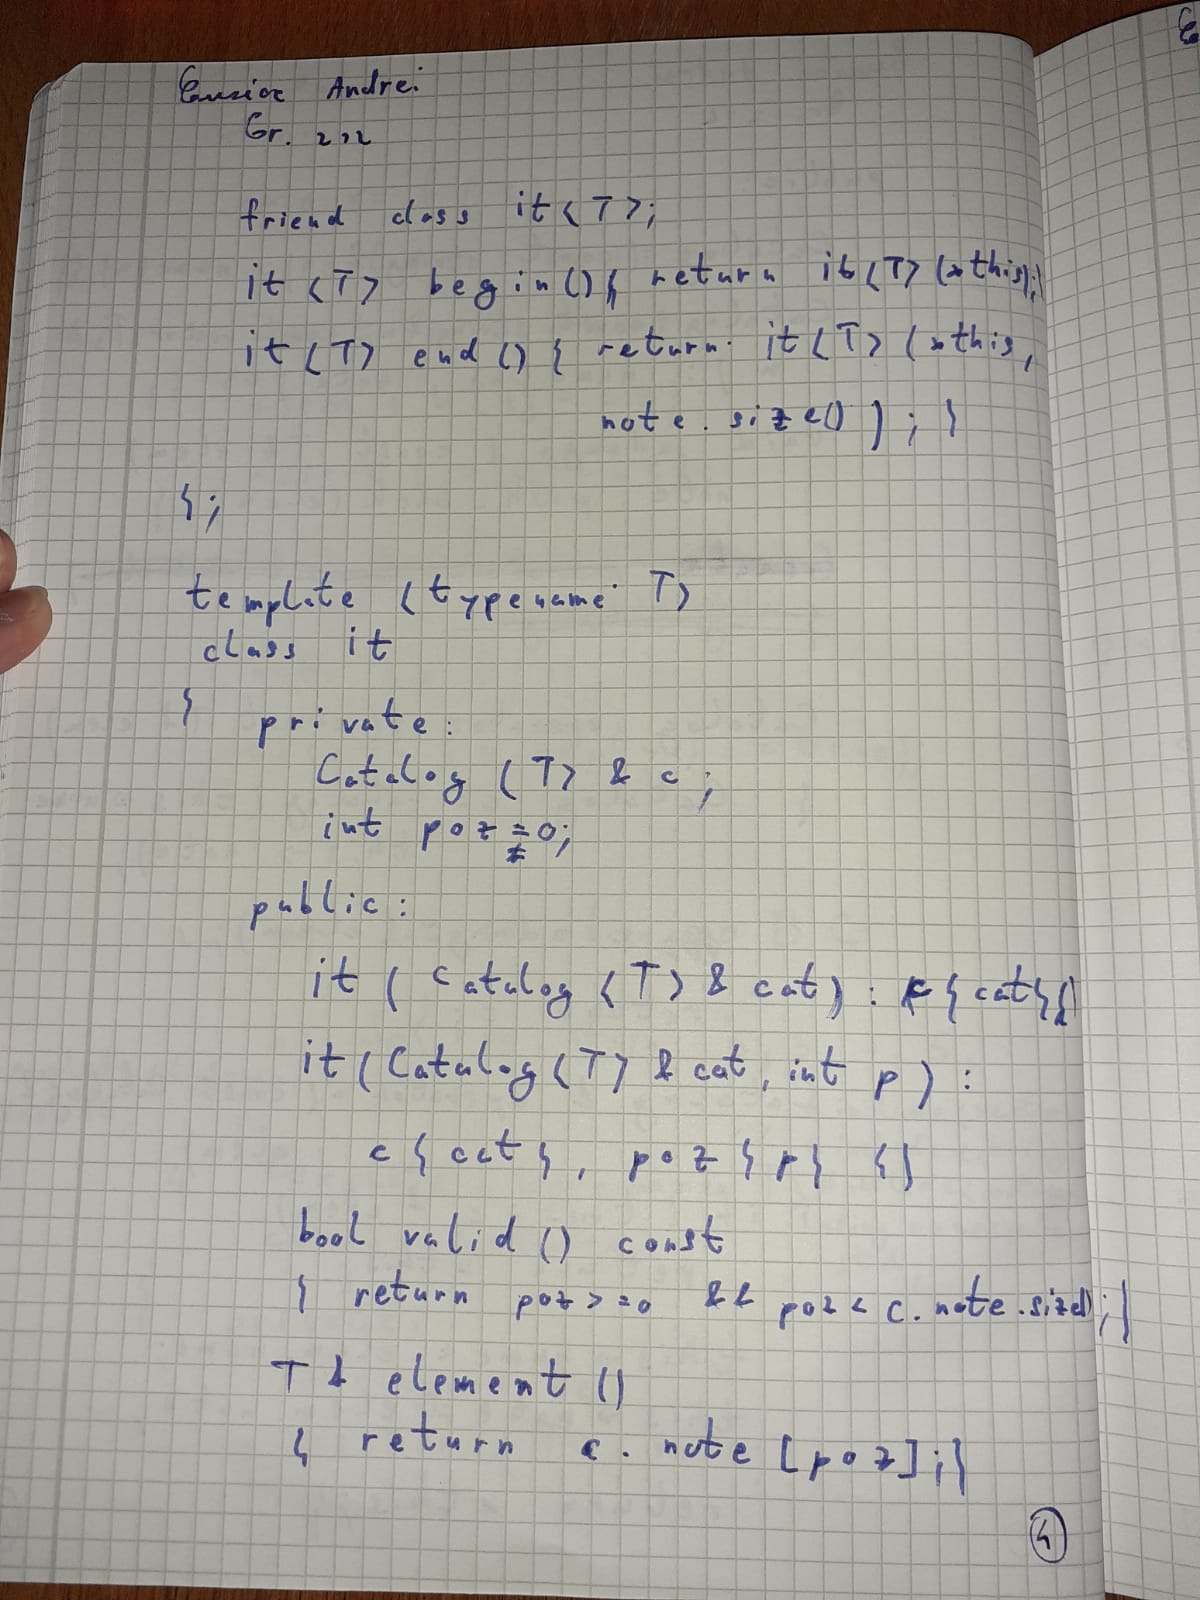 Andrei
Gr. 222
friend class it<T>;
it<T> begin(){ return it<T>(*this);}
it<T> end(){ return it<T>(*this,
note.size());}
};
template <typename T>
class it
{ private:
Catalog<T> & c;
int poz = 0;
public:
it(Catalog<T> & cat): c{cat}{}
it(Catalog<T> & cat, int p):
c{cat}, poz{p} {}
bool valid() const
{ return poz>=0 && poz < c.note.size();}
T & element()
{ return c.note[poz];}
4